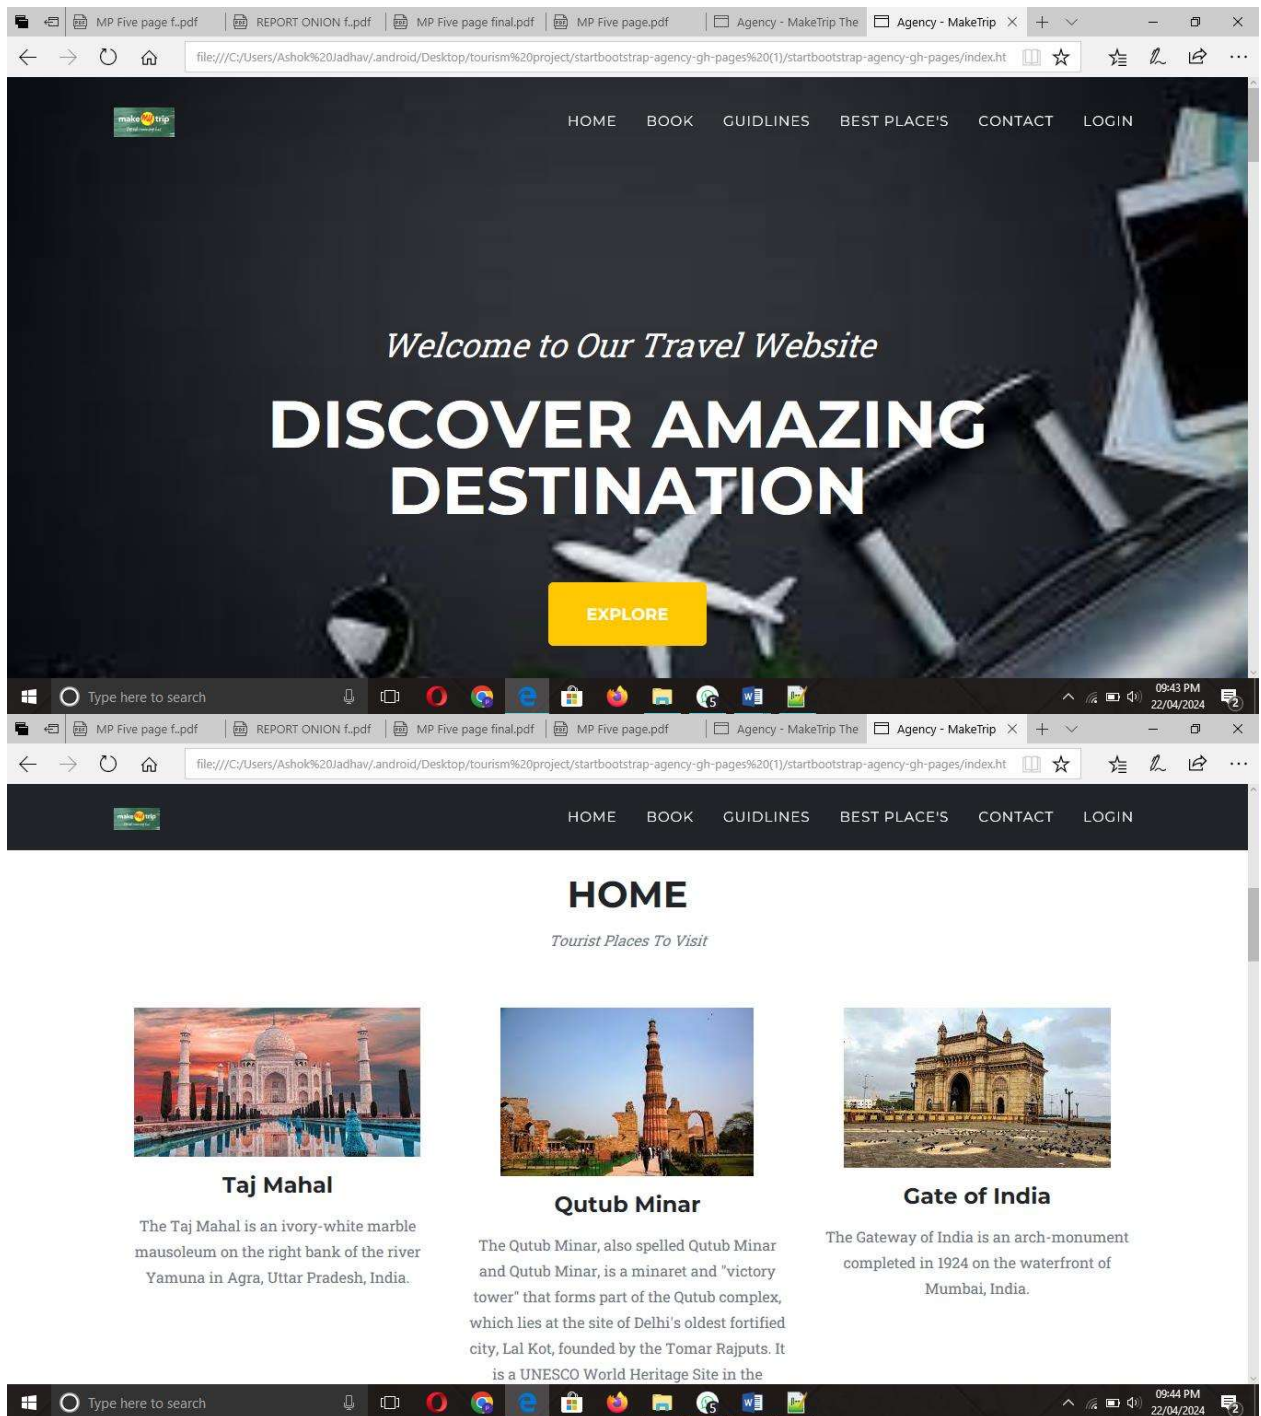 MP Five page f..pdf
REPORT ONION f..pdf
MP Five page final.pdf
MP Five page.pdf
Agency - MakeTrip The
Agency - MakeTrip
file:///C:/Users/Ashok%20Jadhav/.android/Desktop/tourism%20project/startbootstrap-agency-gh-pages%20(1)/startbootstrap-agency-gh-pages/index.ht
make my trip
HOME
BOOK
GUIDLINES
BEST PLACE'S
CONTACT
LOGIN
Welcome to Our Travel Website
DISCOVER AMAZING
DESTINATION
EXPLORE
Type here to search
09:43 PM
22/04/2024
2
MP Five page f..pdf
REPORT ONION f..pdf
MP Five page final.pdf
MP Five page.pdf
Agency - MakeTrip The
Agency - MakeTrip
file:///C:/Users/Ashok%20Jadhav/.android/Desktop/tourism%20project/startbootstrap-agency-gh-pages%20(1)/startbootstrap-agency-gh-pages/index.ht
make my trip
HOME
BOOK
GUIDLINES
BEST PLACE'S
CONTACT
LOGIN
HOME
Tourist Places To Visit
Taj Mahal
The Taj Mahal is an ivory-white marble
mausoleum on the right bank of the river
Yamuna in Agra, Uttar Pradesh, India.
Qutub Minar
The Qutub Minar, also spelled Qutub Minar
and Qutub Minar, is a minaret and "victory
tower" that forms part of the Qutub complex,
which lies at the site of Delhi's oldest fortified
city, Lal Kot, founded by the Tomar Rajputs. It
is a UNESCO World Heritage Site in the
Gate of India
The Gateway of India is an arch-monument
completed in 1924 on the waterfront of
Mumbai, India.
Type here to search
09:44 PM
22/04/2024
2